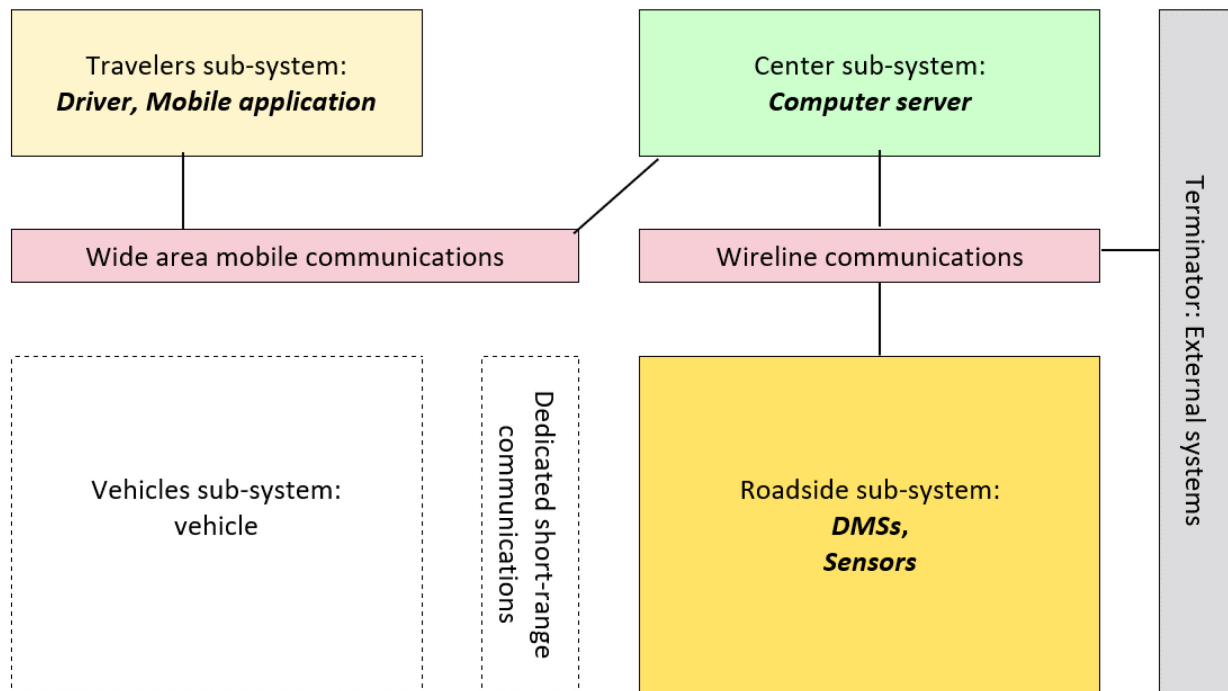 Travelers sub-system:
Driver, Mobile application
Center sub-system:
Computer server
Wide area mobile communications
Wireline communications
Terminator: External systems
Vehicles sub-system:
vehicle
Dedicated short-range
communications
Roadside sub-system:
DMSs,
Sensors